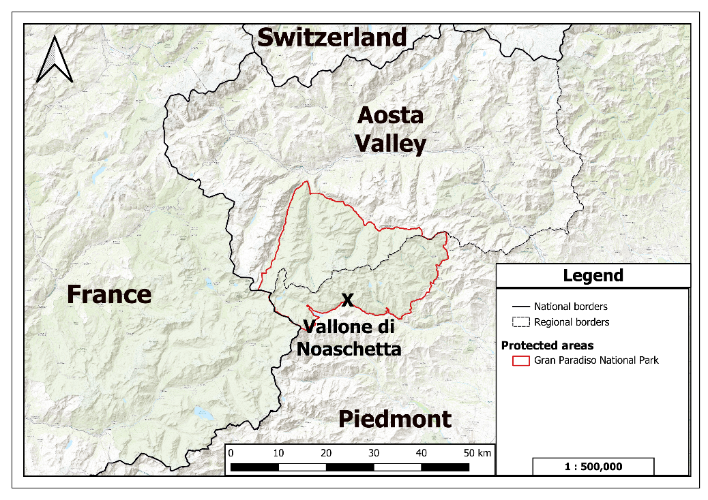 Switzerland
Aosta
Valley
France
X
Vallone di
Noaschetta
Piedmont
Legend
National borders
Regional borders
Protected areas
Gran Paradiso National Park
0 10 20 30 40 50 km
1 : 500,000